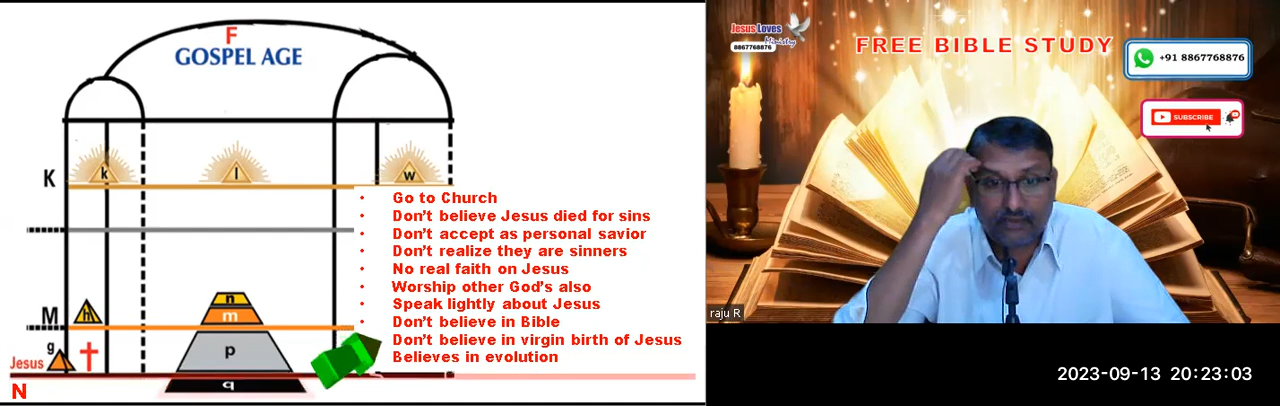 F
GOSPEL AGE
K
k
l
w
• Go to Church
• Don't believe Jesus died for sins
• Don't accept as personal savior
• Don't realize they are sinners
• No real faith on Jesus
• Worship other God's also
• Speak lightly about Jesus
• Don't believe in Bible
Don't believe in virgin birth of Jesus
Believes in evolution
n
M
h
m
g
Jesus
p
q
N
Jesus Loves
Ministry
8867768876
FREE BIBLE STUDY
+91 8867768876
SUBSCRIBE
raju R
2023-09-13 20:23:03